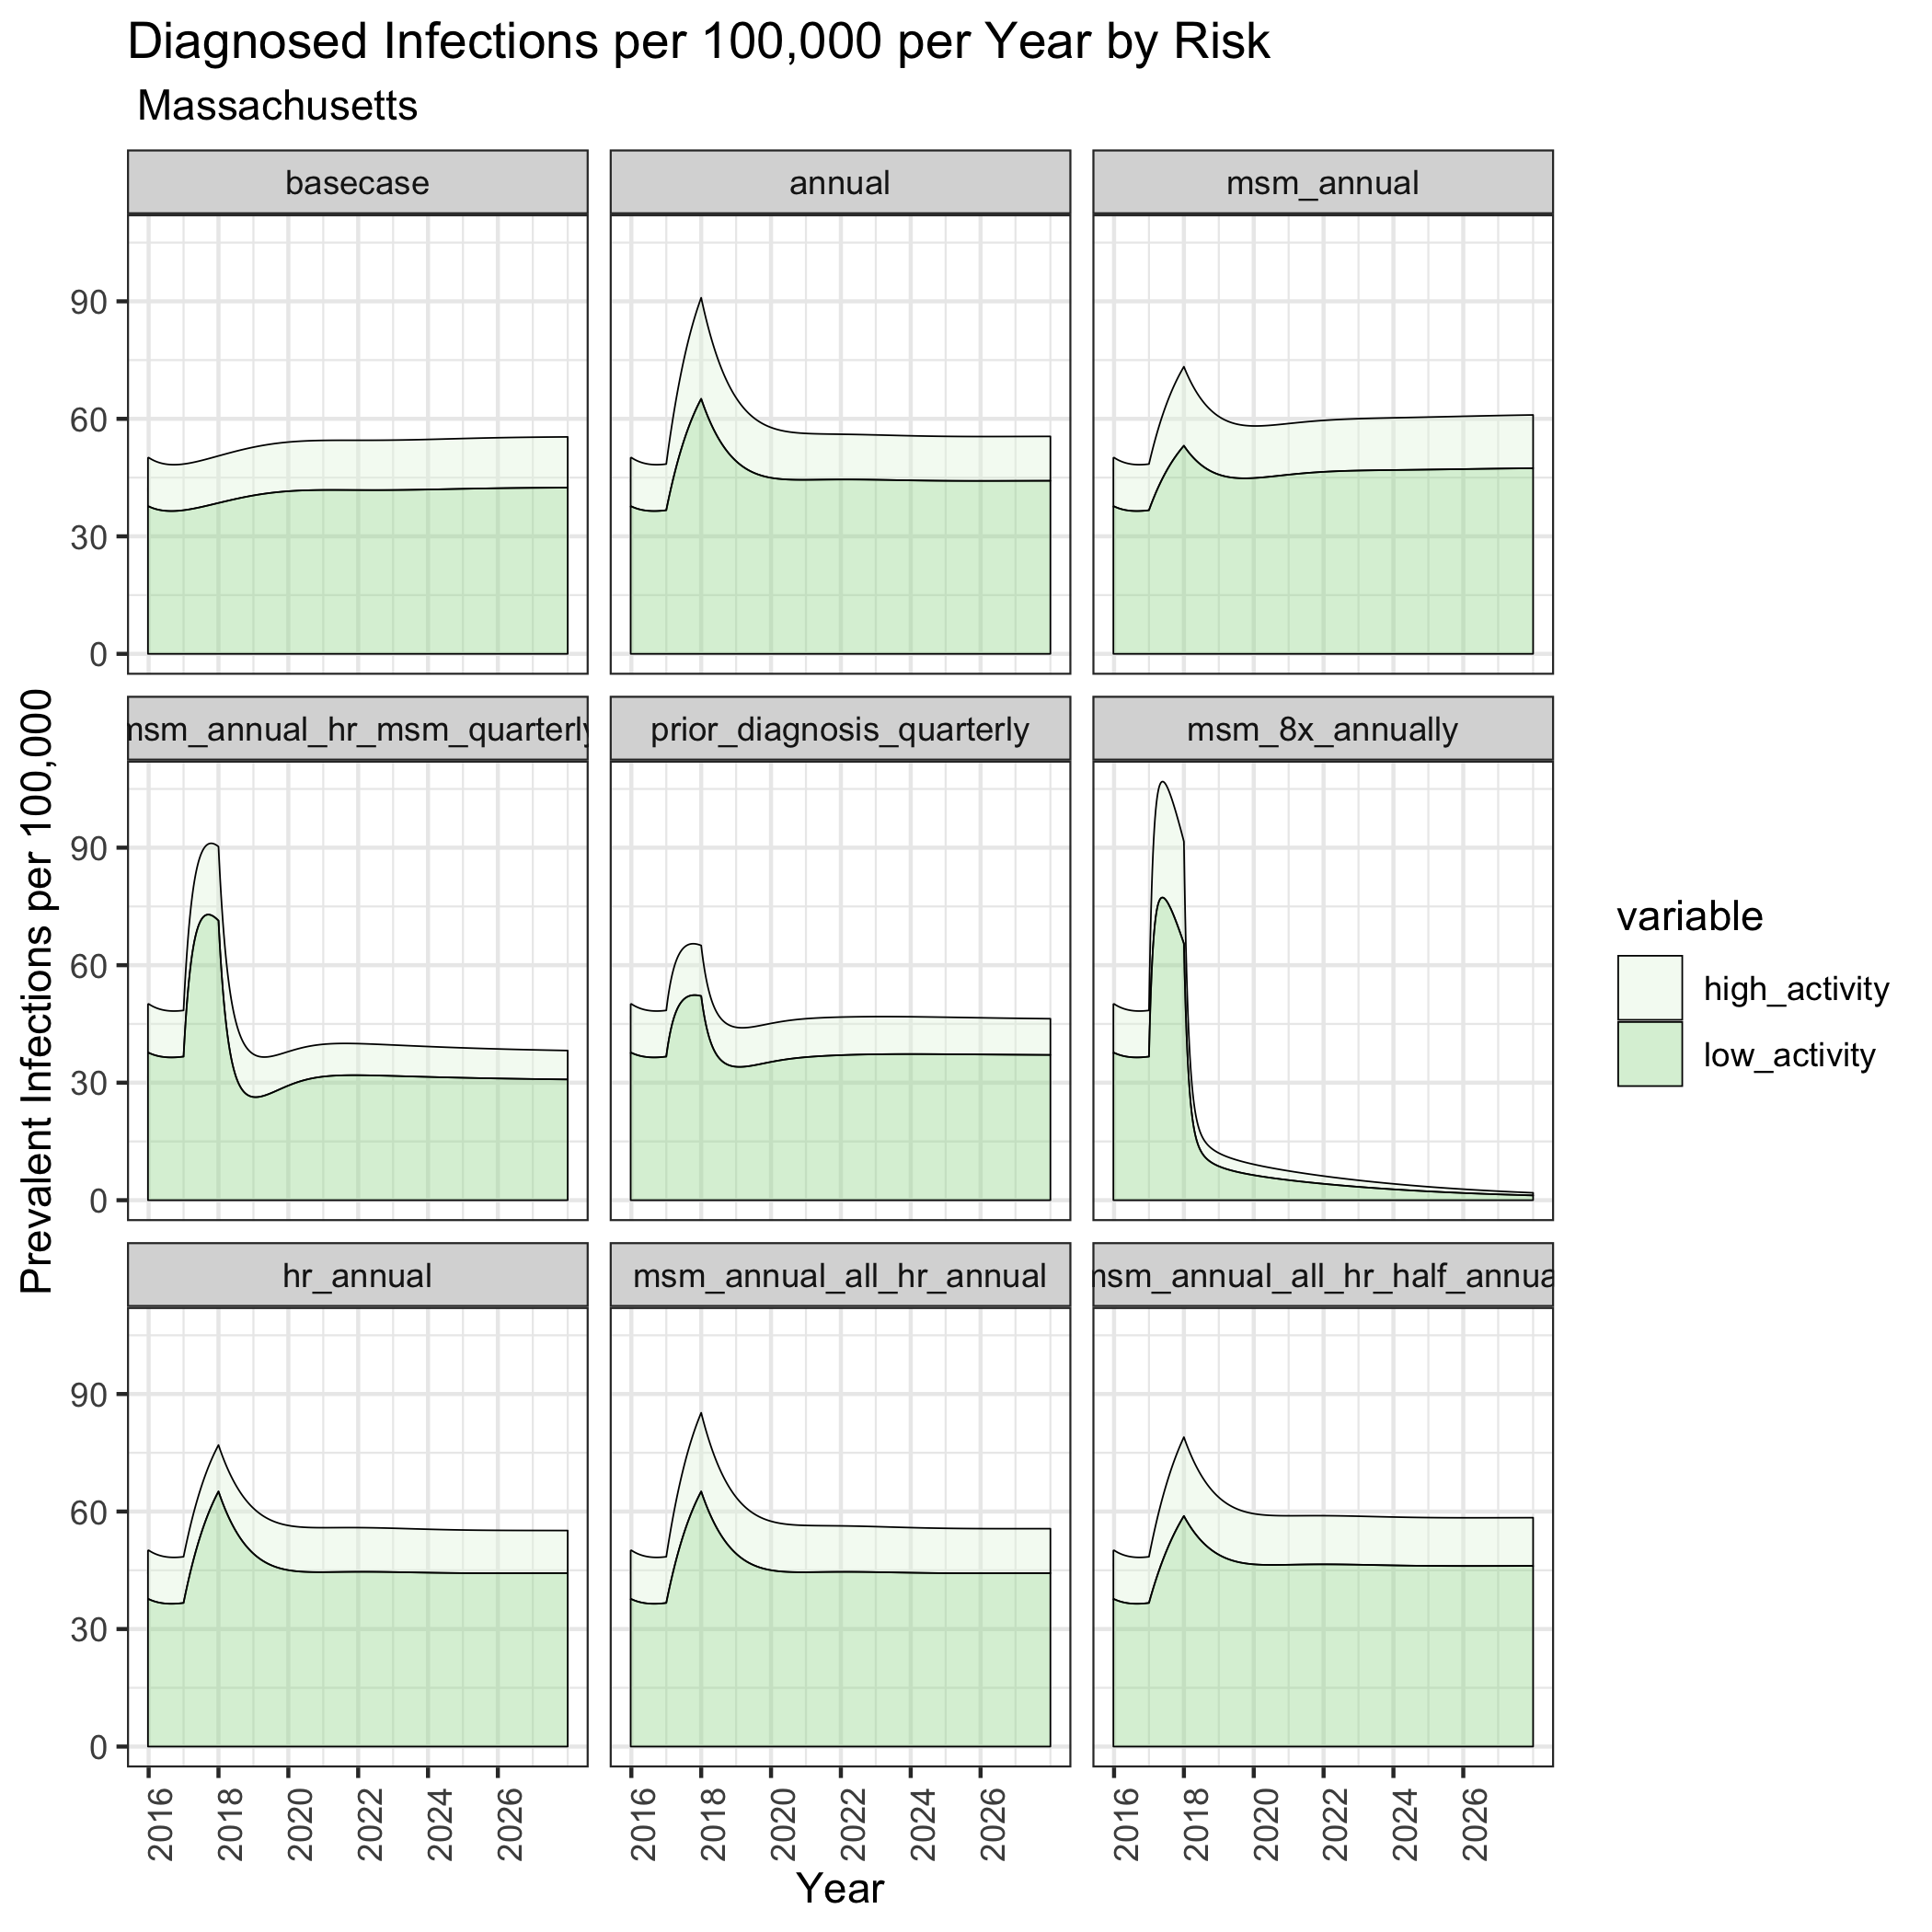 Diagnosed Infections per 100,000 per Year by Risk
Massachusetts
basecase
annual
msm_annual
90
60
30
0
msm_annual_hr_msm_quarterly
prior_diagnosis_quarterly
msm_8x_annually
90
60
30
0
hr_annual
msm_annual_all_hr_annual
msm_annual_all_hr_half_annua
90
60
30
0
2016 2018 2020 2022 2024 2026
2016 2018 2020 2022 2024 2026
2016 2018 2020 2022 2024 2026
Year
Prevalent Infections per 100,000
variable
high_activity
low_activity